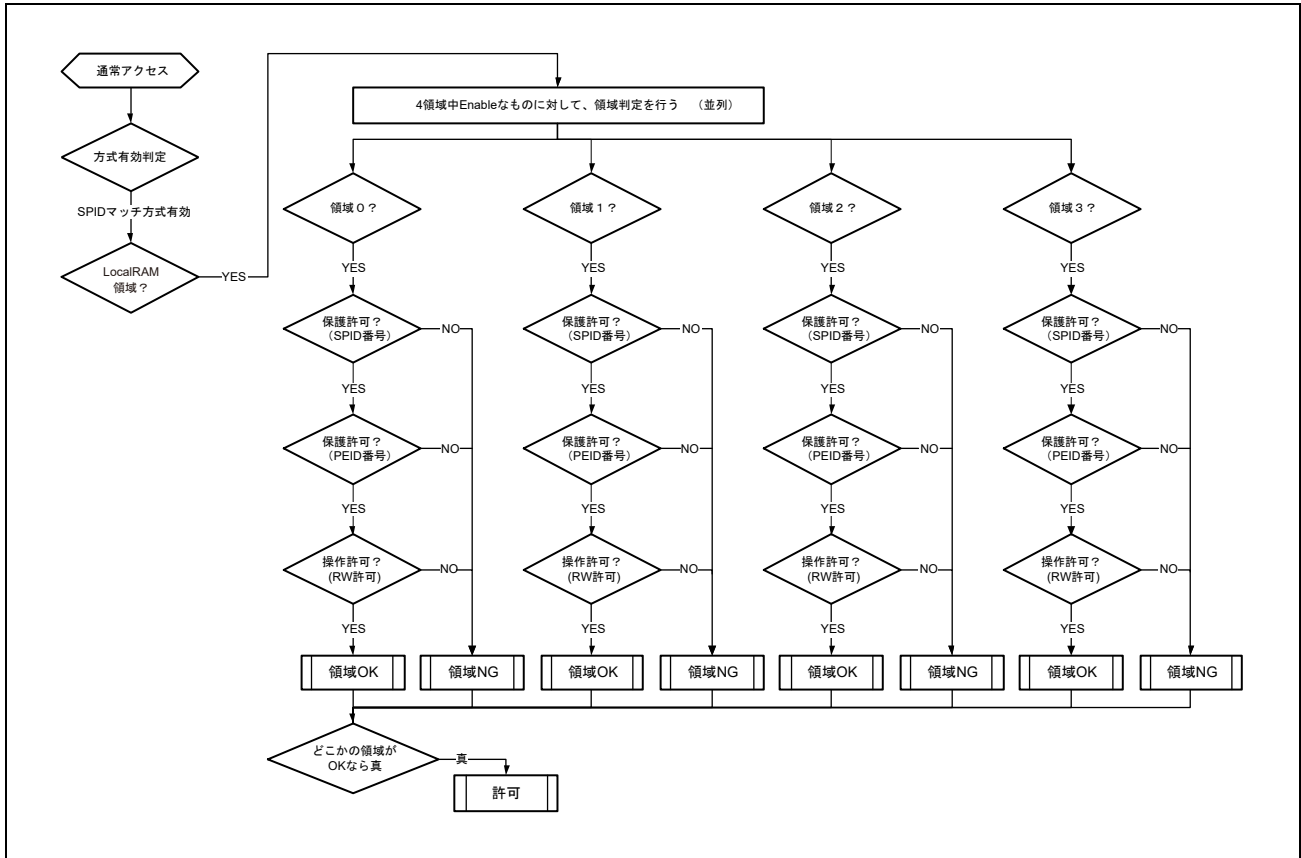 通常アクセス
方式有効判定
SPIDマッチ方式有効
LocalRAM
領域？
YES
4領域中Enableなものに対して、領域判定を行う （並列）
領域０？
領域１？
領域２？
領域３？
YES
YES
YES
YES
保護許可？
（SPID番号）
NO
保護許可？
（SPID番号）
NO
保護許可？
（SPID番号）
NO
保護許可？
（SPID番号）
NO
YES
YES
YES
YES
保護許可？
（PEID番号）
NO
保護許可？
（PEID番号）
NO
保護許可？
（PEID番号）
NO
保護許可？
（PEID番号）
NO
YES
YES
YES
YES
操作許可？
(RW許可)
NO
操作許可？
(RW許可)
NO
操作許可？
(RW許可)
NO
操作許可？
(RW許可)
NO
YES
YES
YES
YES
領域OK
領域NG
領域OK
領域NG
領域OK
領域NG
領域OK
領域NG
どこかの領域が
OKなら真
真
許可